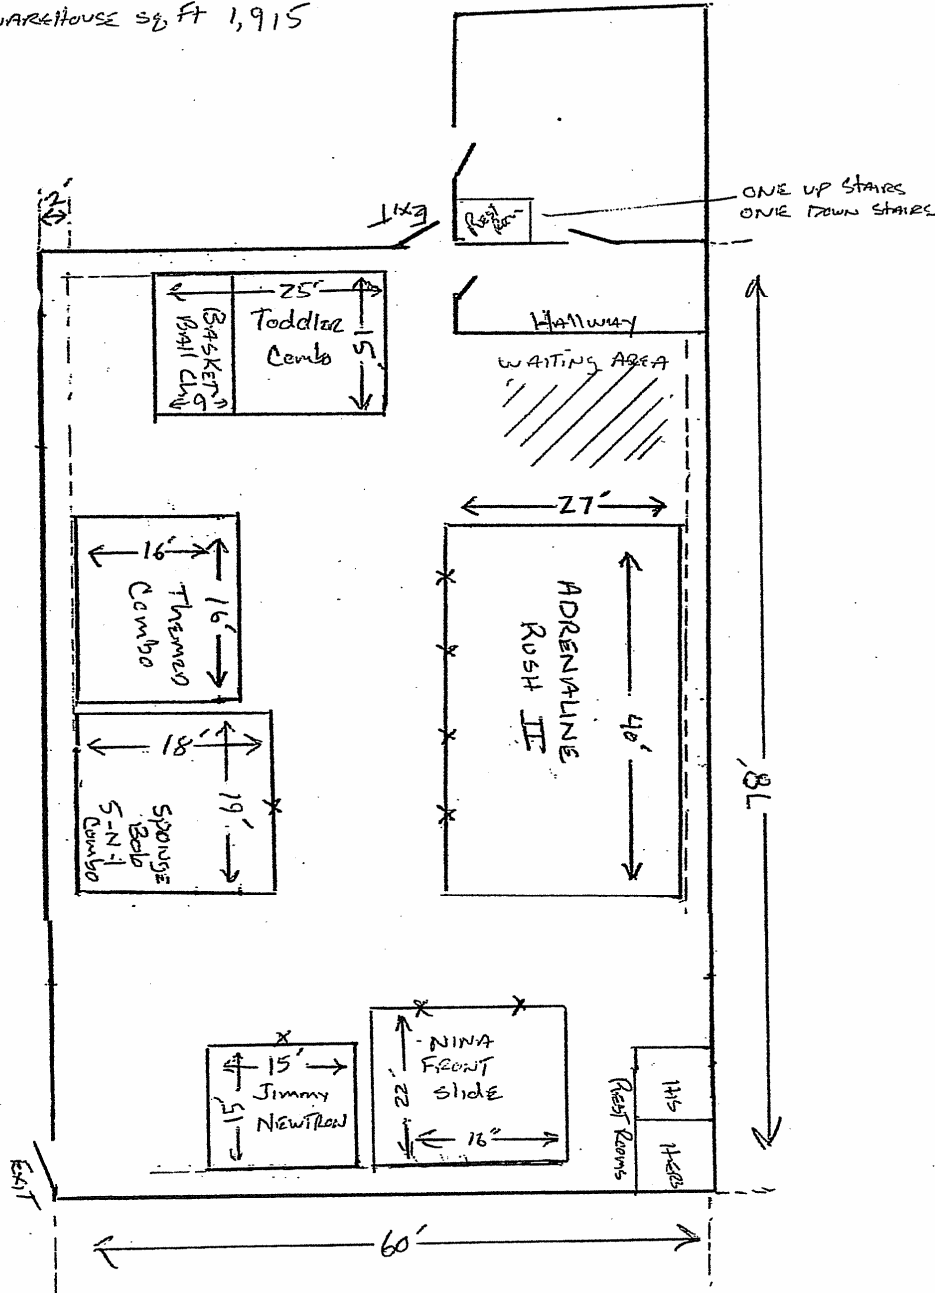 WAREHOUSE Sq. Ft 1,915
ONE UP STAIRS
ONE DOWN STAIRS
2'
EXIT
Rest
Rm
Hallway
WAITING AREA
25'
Toddler
Combo
15'
BASKET
Ball Chg
9
27'
16'
16'
Themed
Combo
ADRENALINE
RUSH II
40'
18'
19'
SPONGE
Bob
5-N-1
Combo
78'
NINA
FRONT
Slide
22'
16"
15'
Jimmy
NEWTRON
15'
Rest Rooms
HIS
HERS
EXIT
60'